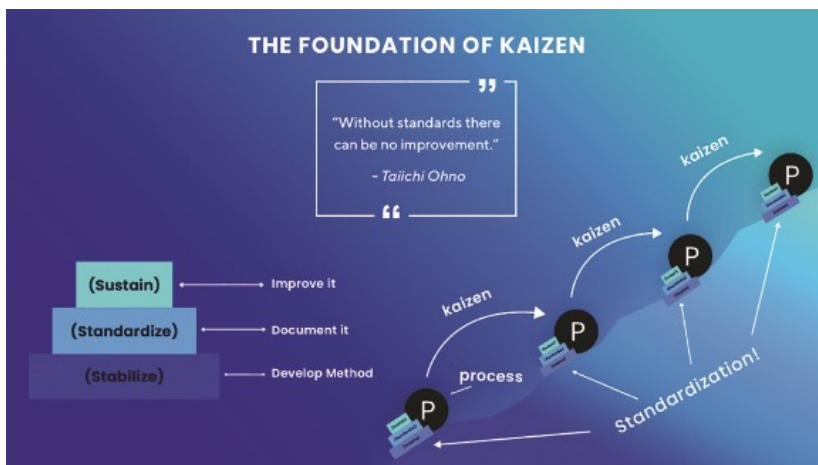 THE FOUNDATION OF KAIZEN
”
“Without standards there
can be no improvement.”
- Taiichi Ohno
“
(Sustain)
Improve it
(Standardize)
Document it
(Stabilize)
Develop Method
kaizen
kaizen
kaizen
process
P
P
P
P
Standardization!